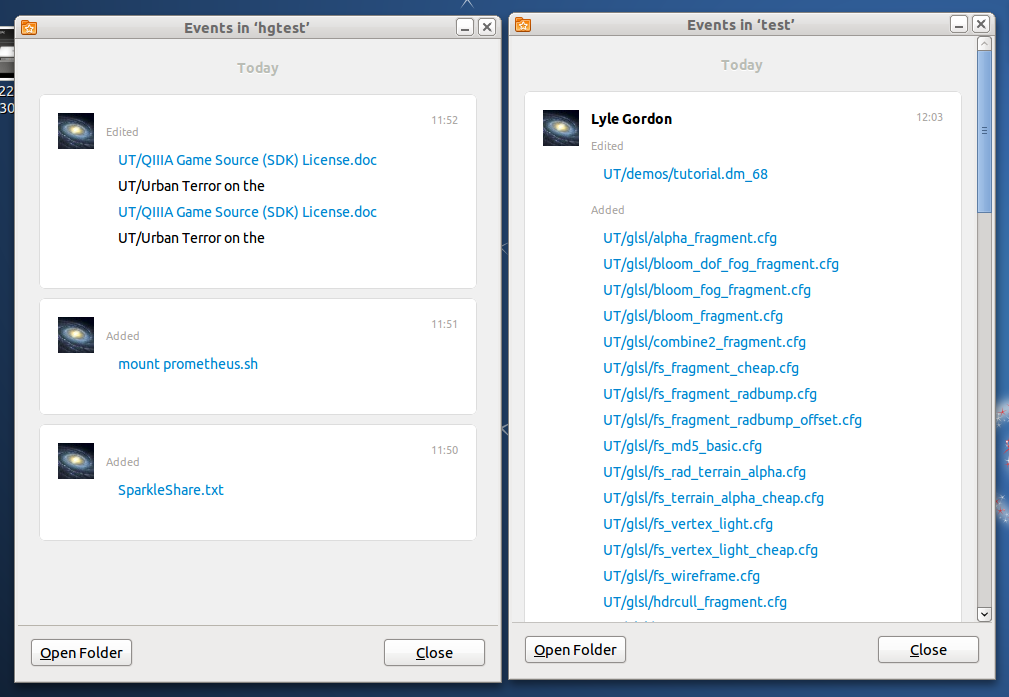 22
30
Events in ‘hgtest’
Today
11:52
Edited
UT/QIIIA Game Source (SDK) License.doc
UT/Urban Terror on the
UT/QIIIA Game Source (SDK) License.doc
UT/Urban Terror on the
11:51
Added
mount prometheus.sh
11:50
Added
SparkleShare.txt
Open Folder
Close
Events in ‘test’
Today
Lyle Gordon
12:03
Edited
UT/demos/tutorial.dm_68
Added
UT/glsl/alpha_fragment.cfg
UT/glsl/bloom_dof_fog_fragment.cfg
UT/glsl/bloom_fog_fragment.cfg
UT/glsl/bloom_fragment.cfg
UT/glsl/combine2_fragment.cfg
UT/glsl/fs_fragment_cheap.cfg
UT/glsl/fs_fragment_radbump.cfg
UT/glsl/fs_fragment_radbump_offset.cfg
UT/glsl/fs_md5_basic.cfg
UT/glsl/fs_rad_terrain_alpha.cfg
UT/glsl/fs_terrain_alpha_cheap.cfg
UT/glsl/fs_vertex_light.cfg
UT/glsl/fs_vertex_light_cheap.cfg
UT/glsl/fs_wireframe.cfg
UT/glsl/hdrcull_fragment.cfg
Open Folder
Close